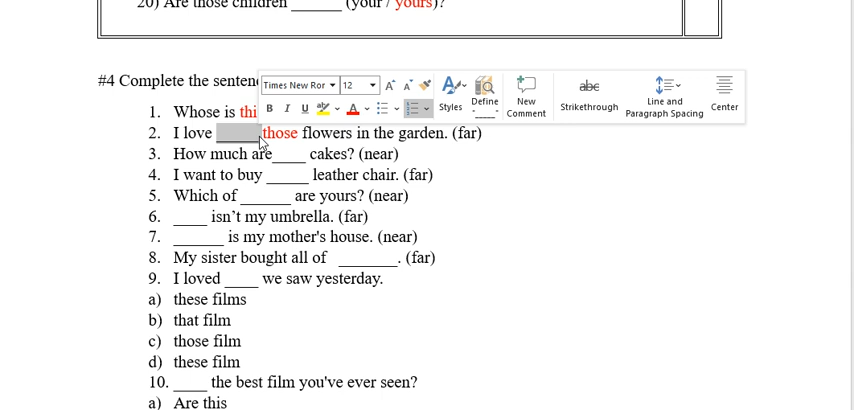 20) Are those children ______ (your / yours)?
#4 Complete the senten
Times New Ror 12
B I U A
Styles
Define
New Comment
abc
Strikethrough
Line and Paragraph Spacing
Center
1. Whose is thi
2. I love _____those flowers in the garden. (far)
3. How much are____ cakes? (near)
4. I want to buy _____ leather chair. (far)
5. Which of ______ are yours? (near)
6. ____ isn’t my umbrella. (far)
7. ______ is my mother's house. (near)
8. My sister bought all of _______. (far)
9. I loved ____ we saw yesterday.
a) these films
b) that film
c) those film
d) these film
10. ____ the best film you've ever seen?
a) Are this